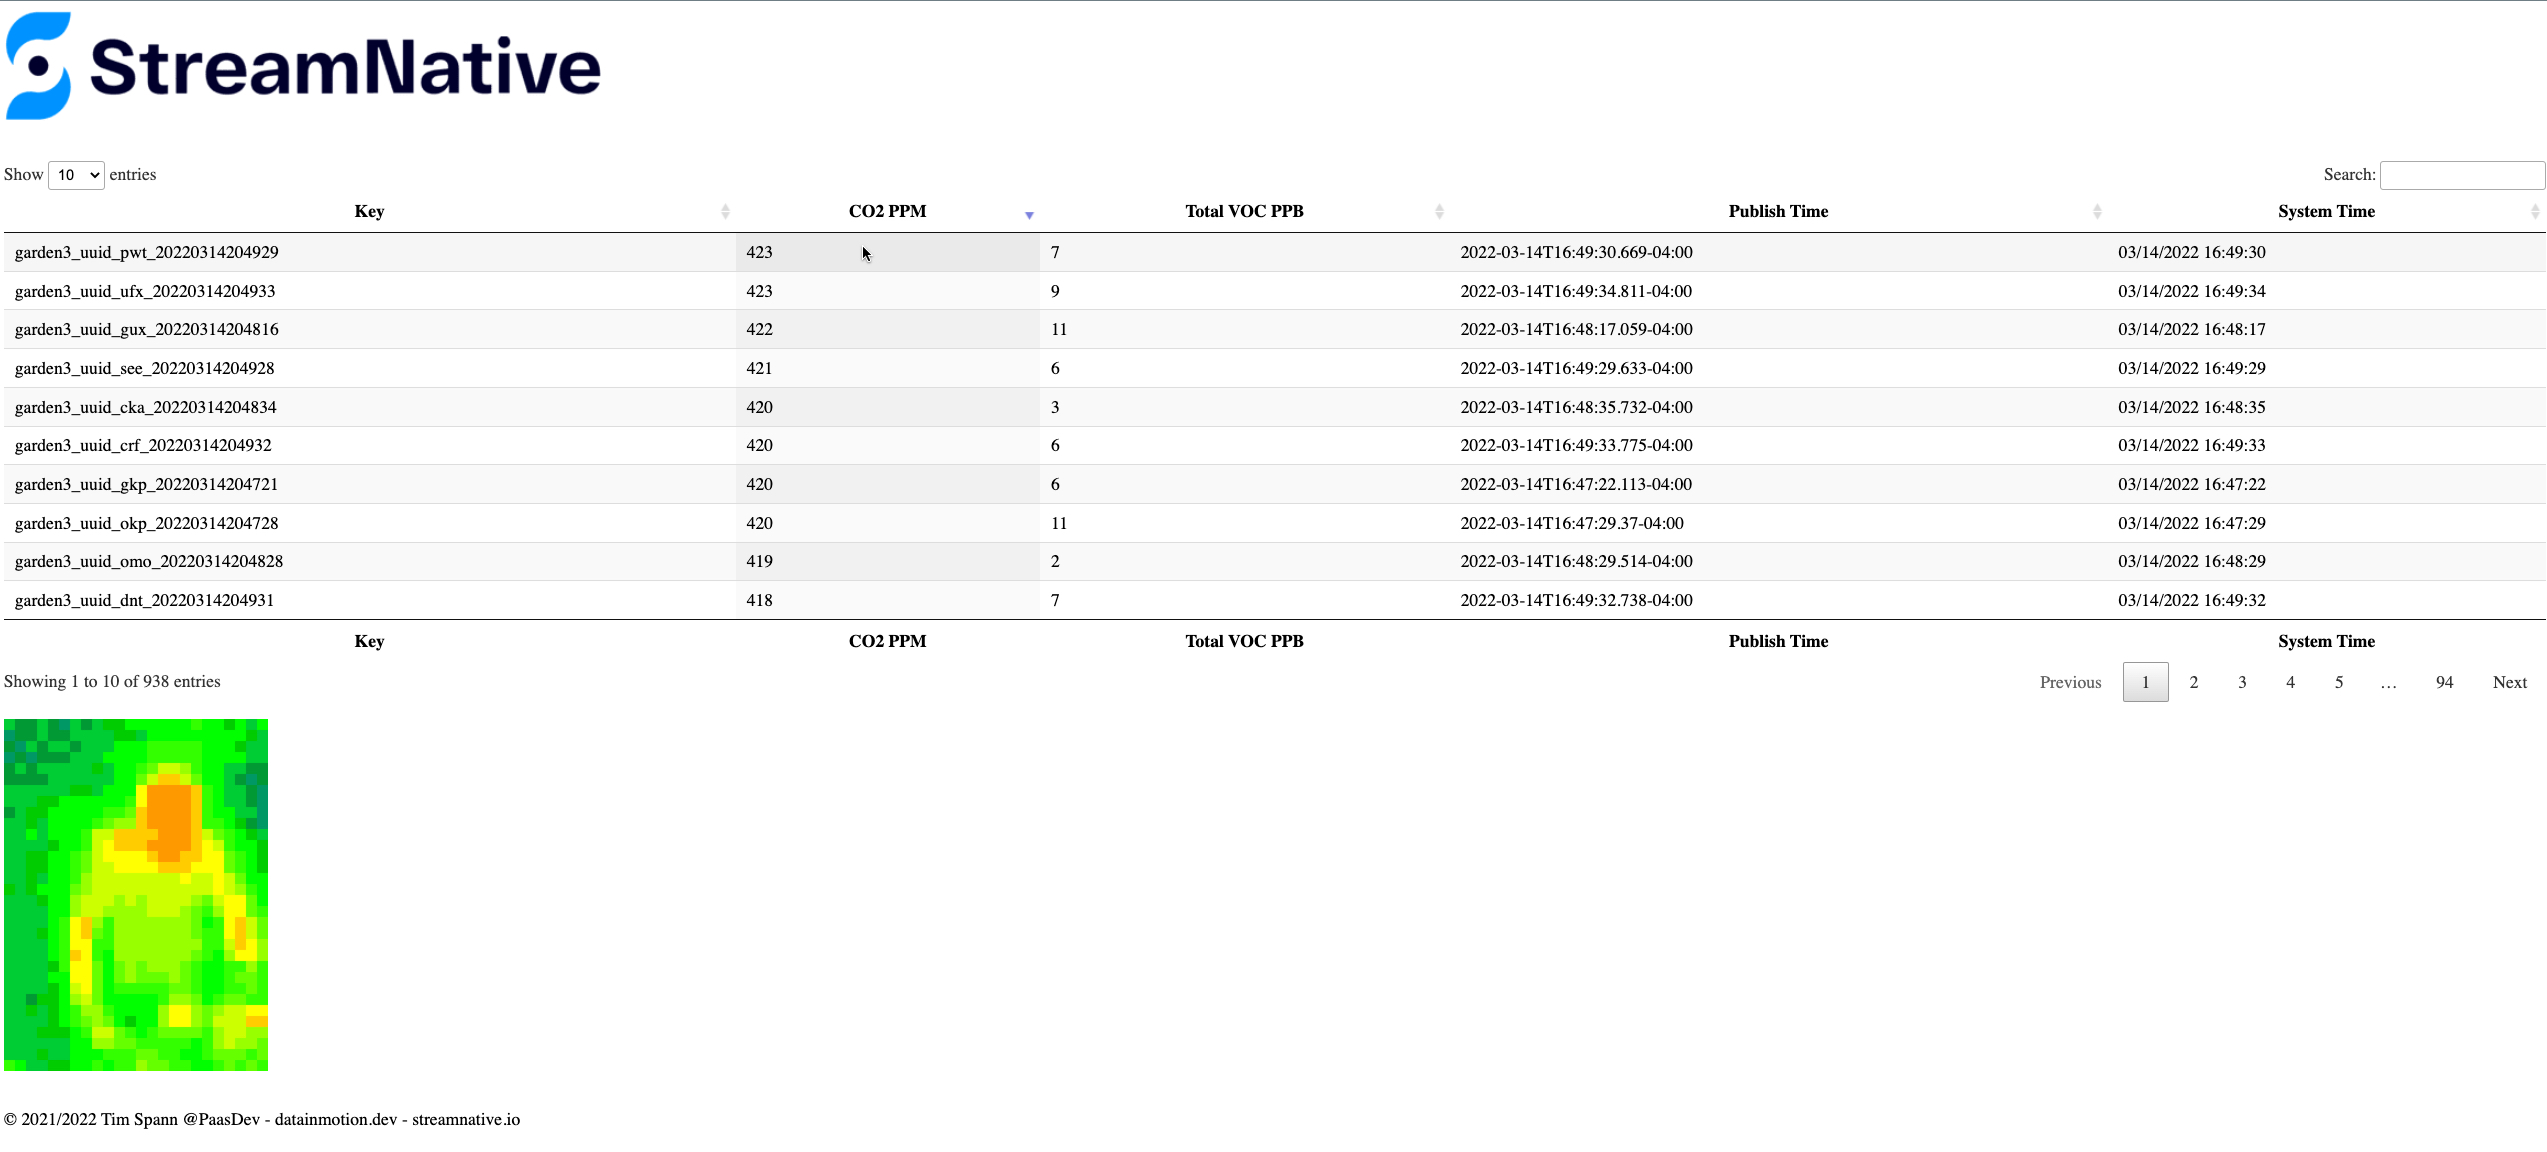 StreamNative
Show 10 entries Search:
Key CO2 PPM Total VOC PPB Publish Time System Time
garden3_uuid_pwt_20220314204929 423 7 2022-03-14T16:49:30.669-04:00 03/14/2022 16:49:30
garden3_uuid_ufx_20220314204933 423 9 2022-03-14T16:49:34.811-04:00 03/14/2022 16:49:34
garden3_uuid_gux_20220314204816 422 11 2022-03-14T16:48:17.059-04:00 03/14/2022 16:48:17
garden3_uuid_see_20220314204928 421 6 2022-03-14T16:49:29.633-04:00 03/14/2022 16:49:29
garden3_uuid_cka_20220314204834 420 3 2022-03-14T16:48:35.732-04:00 03/14/2022 16:48:35
garden3_uuid_crf_20220314204932 420 6 2022-03-14T16:49:33.775-04:00 03/14/2022 16:49:33
garden3_uuid_gkp_20220314204721 420 6 2022-03-14T16:47:22.113-04:00 03/14/2022 16:47:22
garden3_uuid_okp_20220314204728 420 11 2022-03-14T16:47:29.37-04:00 03/14/2022 16:47:29
garden3_uuid_omo_20220314204828 419 2 2022-03-14T16:48:29.514-04:00 03/14/2022 16:48:29
garden3_uuid_dnt_20220314204931 418 7 2022-03-14T16:49:32.738-04:00 03/14/2022 16:49:32
Key CO2 PPM Total VOC PPB Publish Time System Time
Showing 1 to 10 of 938 entries Previous 1 2 3 4 5 … 94 Next
© 2021/2022 Tim Spann @PaasDev - datainmotion.dev - streamnative.io